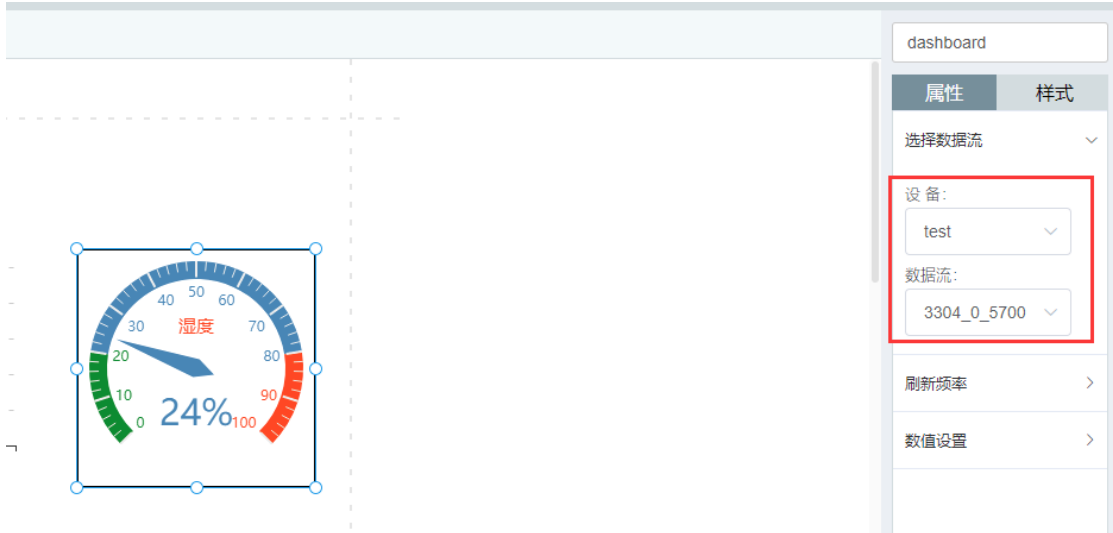 dashboard
属性 样式
选择数据流
设 备:
test
数据流:
3304_0_5700
刷新频率
数值设置
50
40 60
30 湿度 70
20 80
10 90
0 24% 100